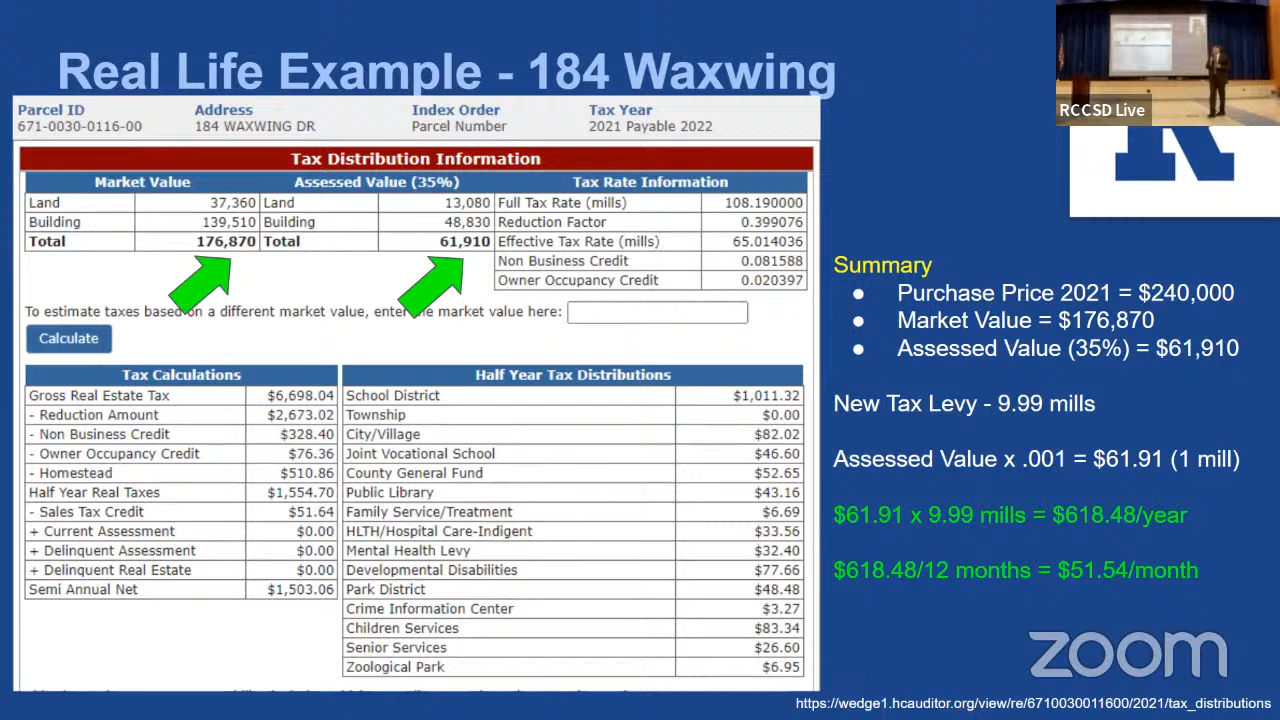 Real Life Example - 184 Waxwing
RCCSD Live
Parcel ID Address Index Order Tax Year
671-0030-0116-00 184 WAXWING DR Parcel Number 2021 Payable 2022
Tax Distribution Information
Market Value Assessed Value (35%) Tax Rate Information
Land 37,360 Land 13,080 Full Tax Rate (mills) 108.190000
Building 139,510 Building 48,830 Reduction Factor 0.399076
Total 176,870 Total 61,910 Effective Tax Rate (mills) 65.014036
Non Business Credit 0.081588
Owner Occupancy Credit 0.020397
To estimate taxes based on a different market value, enter the market value here:
Calculate
Tax Calculations Half Year Tax Distributions
Gross Real Estate Tax $6,698.04 School District $1,011.32
- Reduction Amount $2,673.02 Township $0.00
- Non Business Credit $328.40 City/Village $82.02
- Owner Occupancy Credit $76.36 Joint Vocational School $46.60
- Homestead $510.86 County General Fund $52.65
Half Year Real Taxes $1,554.70 Public Library $43.16
- Sales Tax Credit $51.64 Family Service/Treatment $6.69
+ Current Assessment $0.00 HLTH/Hospital Care-Indigent $33.56
+ Delinquent Assessment $0.00 Mental Health Levy $32.40
+ Delinquent Real Estate $0.00 Developmental Disabilities $77.66
Semi Annual Net $1,503.06 Park District $48.48
Crime Information Center $3.27
Children Services $83.34
Senior Services $26.60
Zoological Park $6.95
Summary
● Purchase Price 2021 = $240,000
● Market Value = $176,870
● Assessed Value (35%) = $61,910
New Tax Levy - 9.99 mills
Assessed Value x .001 = $61.91 (1 mill)
$61.91 x 9.99 mills = $618.48/year
$618.48/12 months = $51.54/month
zoom
https://wedge1.hcauditor.org/view/re/6710030011600/2021/tax_distributions